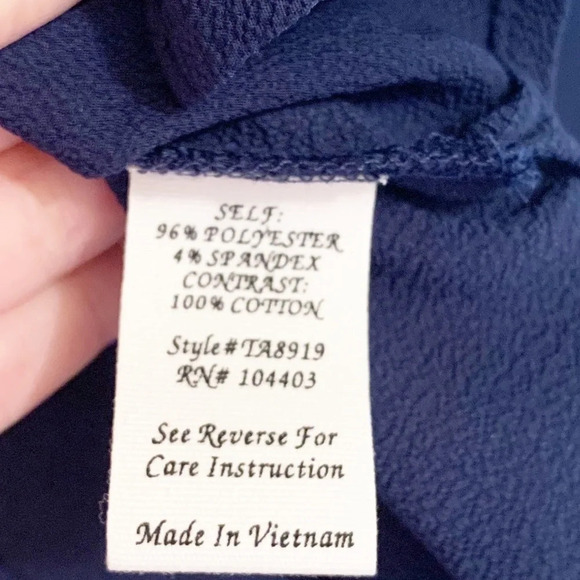 SELF:
96% POLYESTER
4% SPANDEX
CONTRAST:
100% COTTON
Style# TA8919
RN# 104403
See Reverse For
Care Instruction
Made In Vietnam